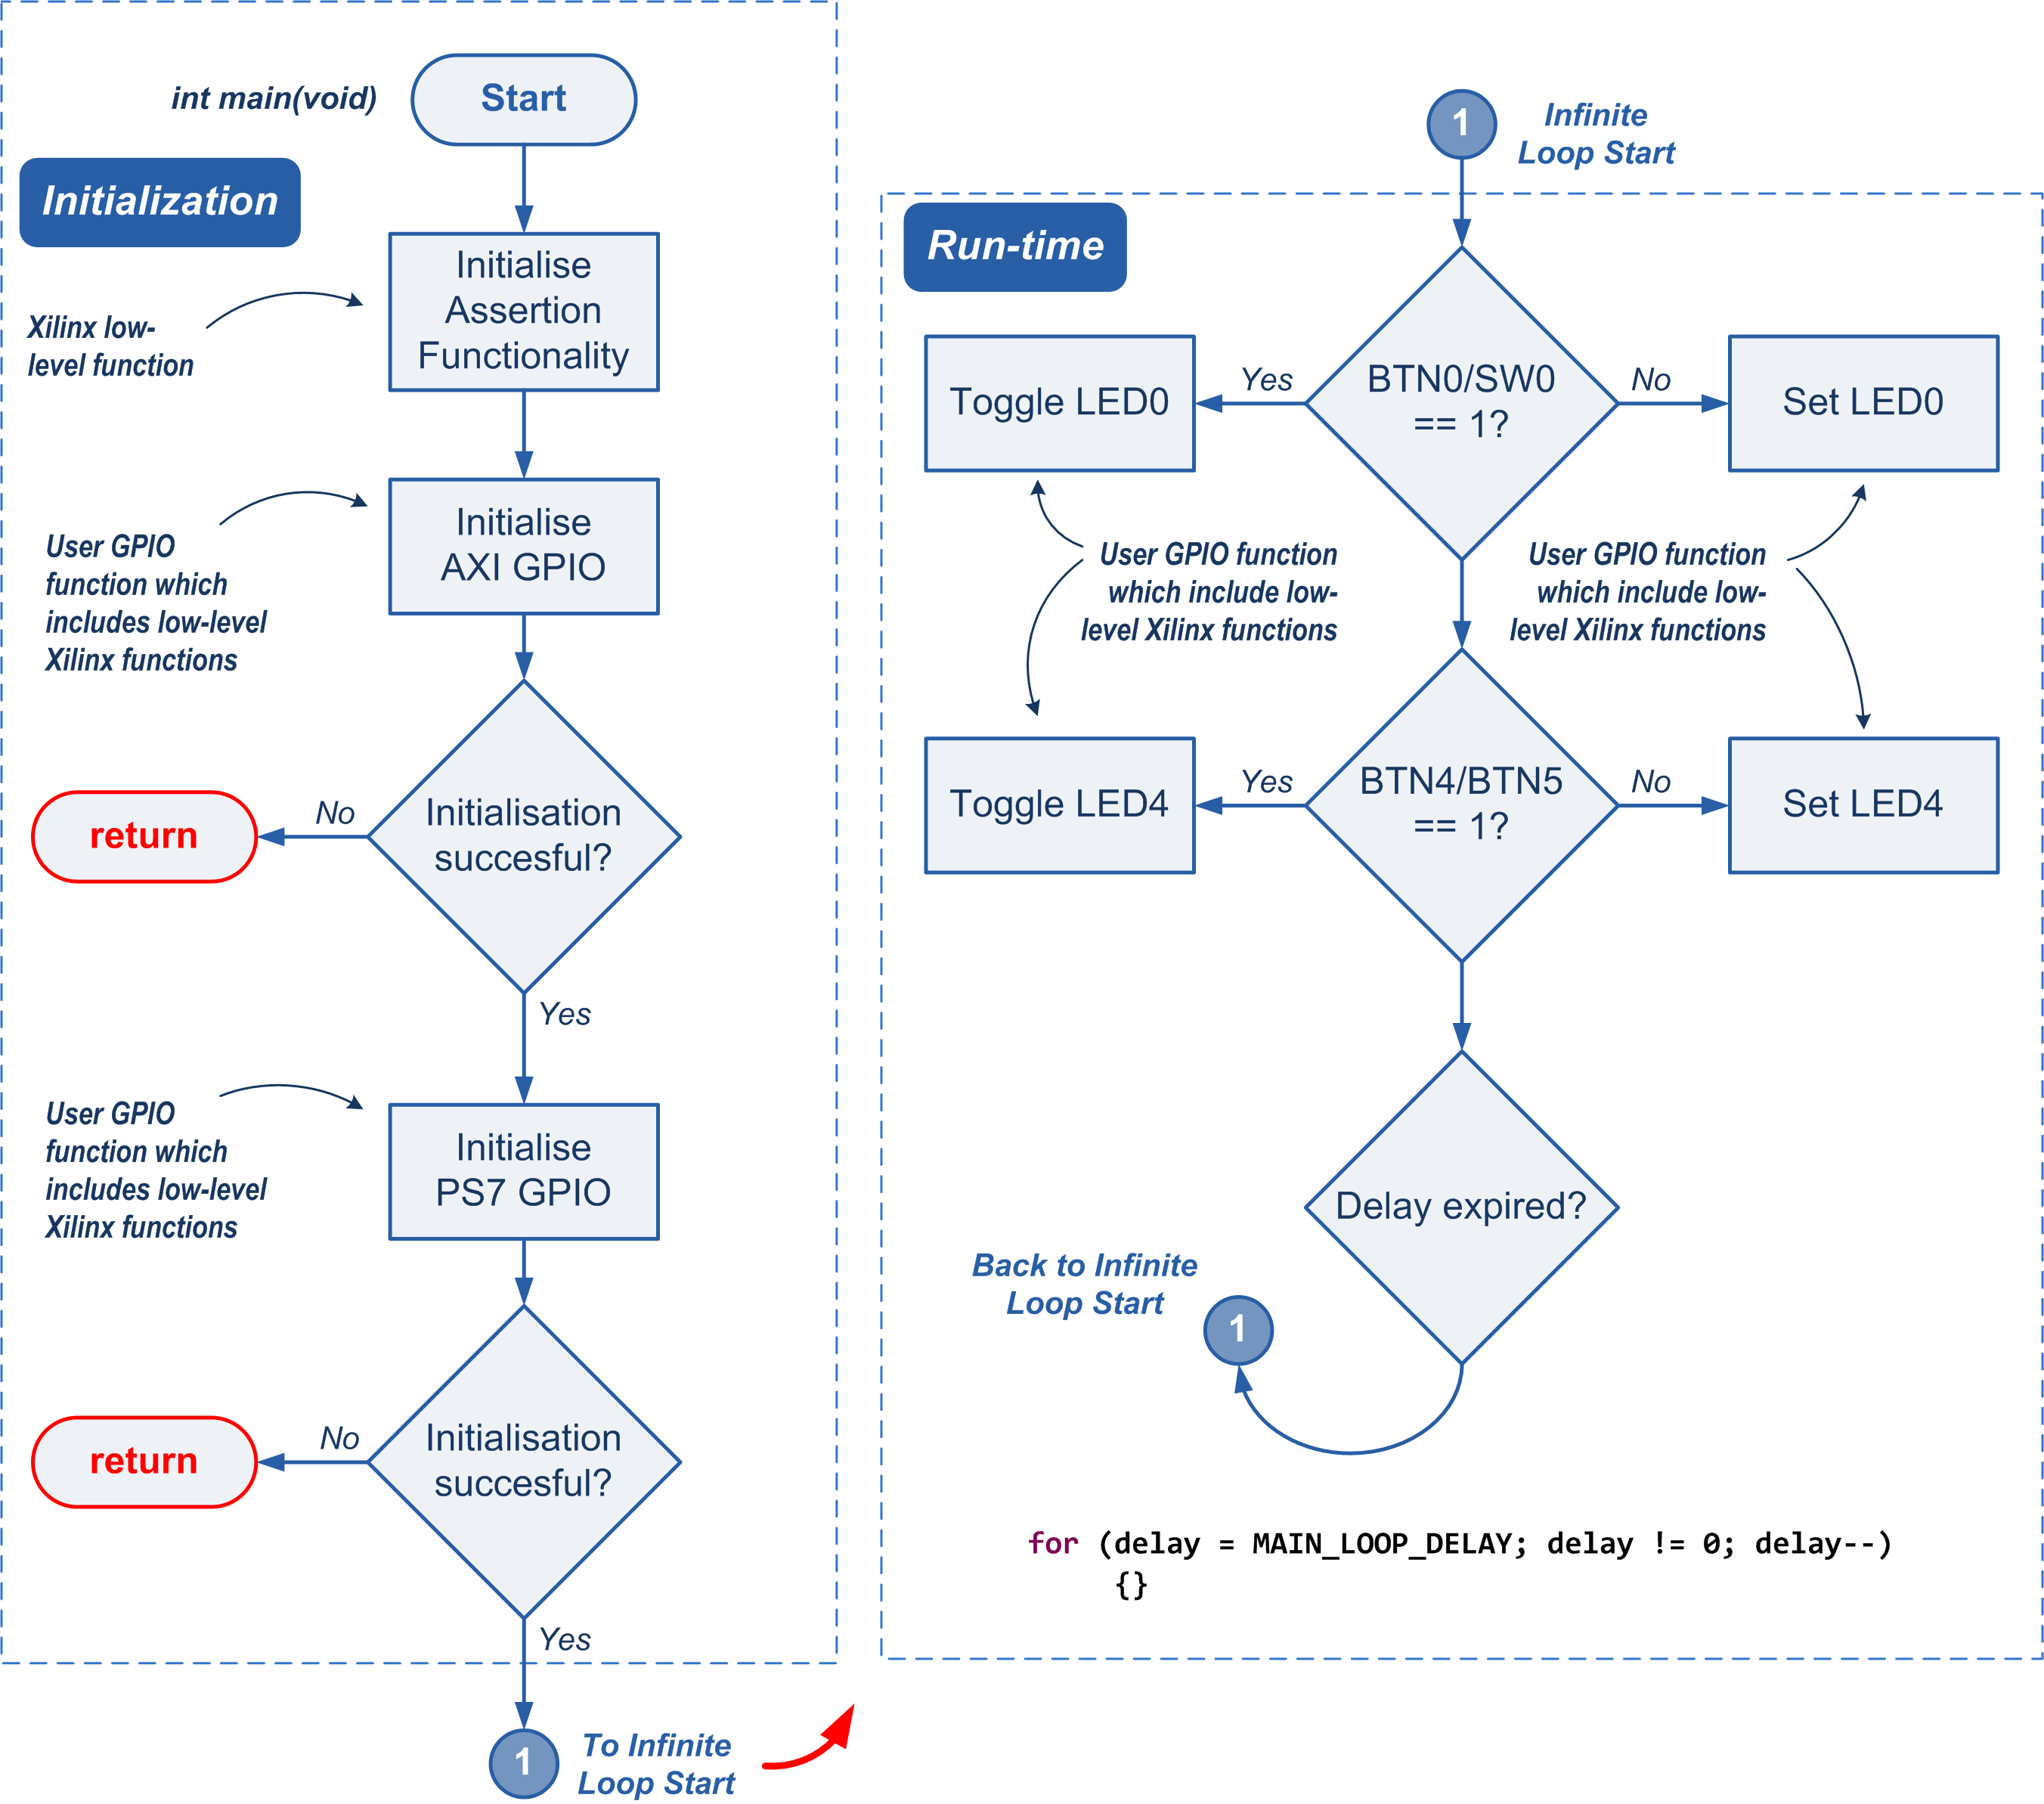 int main(void)
Start
Initialization
Initialise
Assertion
Functionality
Xilinx low-
level function
Initialise
AXI GPIO
User GPIO
function which
includes low-level
Xilinx functions
Initialisation
succesful?
No
return
Yes
Initialise
PS7 GPIO
User GPIO
function which
includes low-level
Xilinx functions
Initialisation
succesful?
No
return
Yes
1
To Infinite
Loop Start
1
Infinite
Loop Start
Run-time
BTN0/SW0
== 1?
Yes
Toggle LED0
No
Set LED0
User GPIO function
which include low-
level Xilinx functions
User GPIO function
which include low-
level Xilinx functions
BTN4/BTN5
== 1?
Yes
Toggle LED4
No
Set LED4
Delay expired?
Back to Infinite
Loop Start
1
for (delay = MAIN_LOOP_DELAY; delay != 0; delay--)
{}